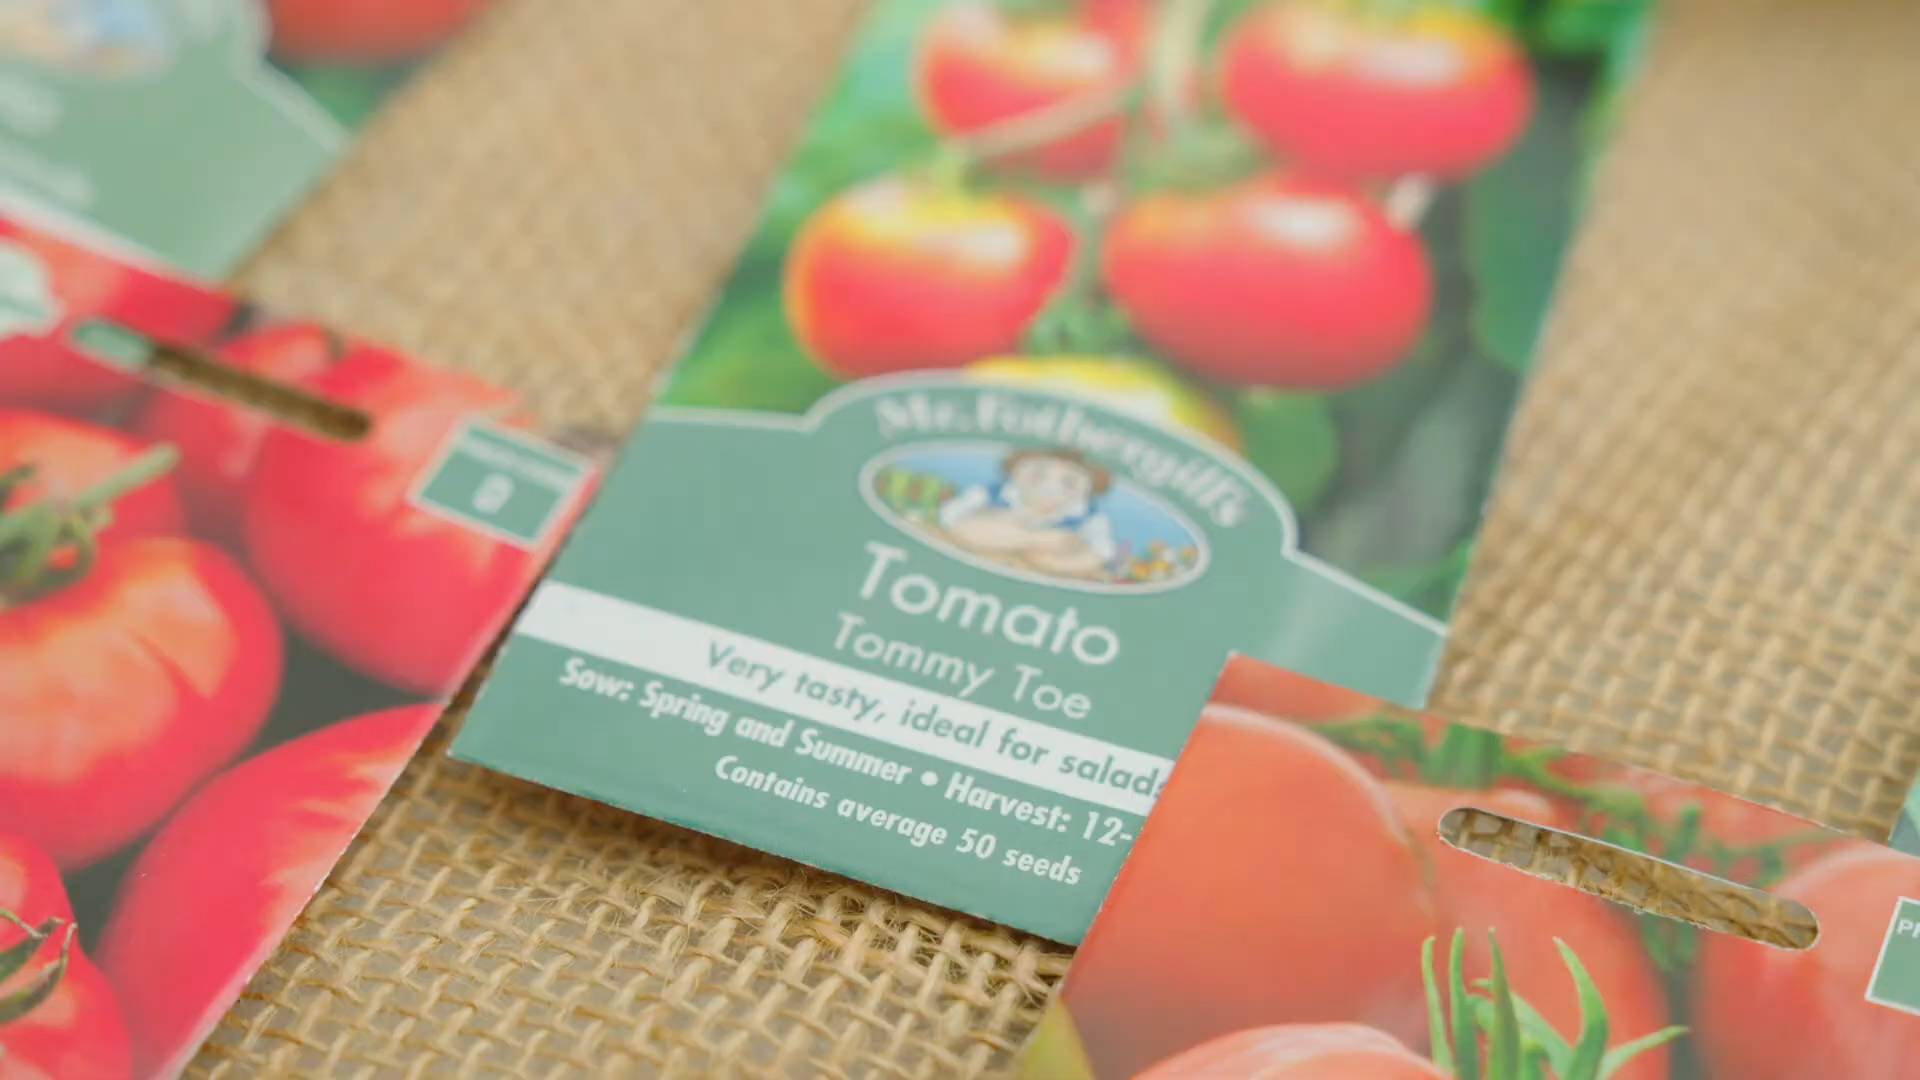 Mr. Fothergill's
Tomato
Tommy Toe
Very tasty, ideal for salads
Sow: Spring and Summer • Harvest: 12-
Contains average 50 seeds